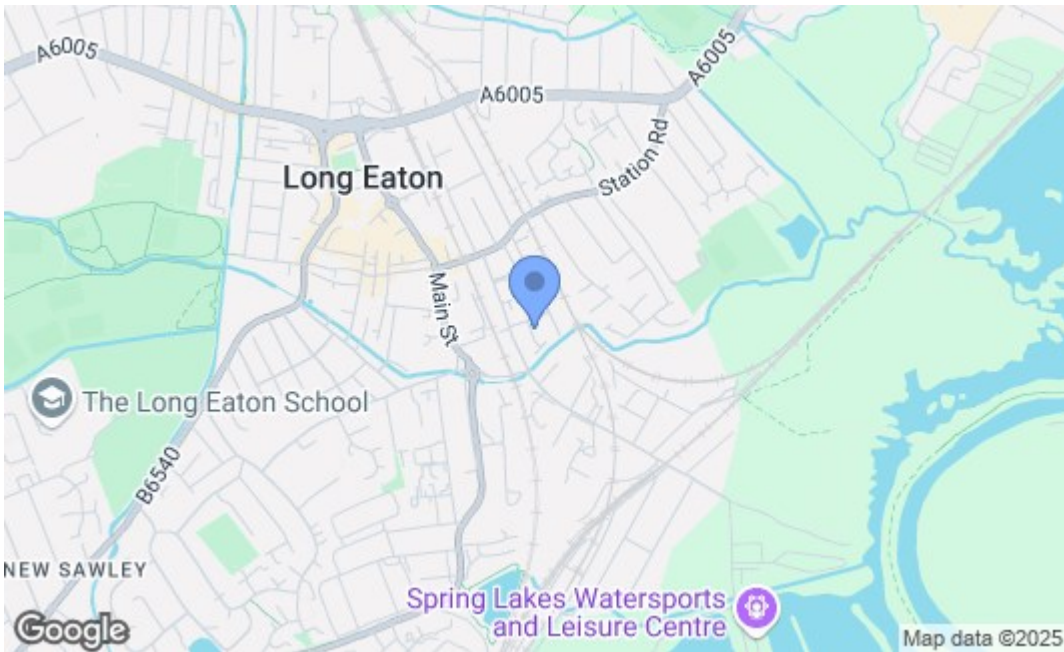 A6005
A6005
A6005
Station Rd
Long Eaton
Main St
The Long Eaton School
B6540
NEW SAWLEY
Spring Lakes Watersports
and Leisure Centre
Google
Map data ©2025